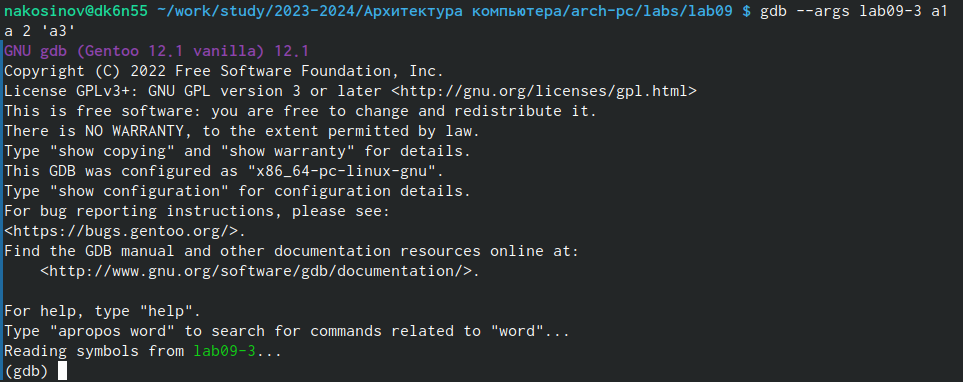 nakosinov@dk6n55 ~/work/study/2023-2024/Архитектура компьютера/arch-pc/labs/lab09 $ gdb --args lab09-3 a1
a 2 'a3'
GNU gdb (Gentoo 12.1 vanilla) 12.1
Copyright (C) 2022 Free Software Foundation, Inc.
License GPLv3+: GNU GPL version 3 or later <http://gnu.org/licenses/gpl.html>
This is free software: you are free to change and redistribute it.
There is NO WARRANTY, to the extent permitted by law.
Type "show copying" and "show warranty" for details.
This GDB was configured as "x86_64-pc-linux-gnu".
Type "show configuration" for configuration details.
For bug reporting instructions, please see:
<https://bugs.gentoo.org/>.
Find the GDB manual and other documentation resources online at:
    <http://www.gnu.org/software/gdb/documentation/>.

For help, type "help".
Type "apropos word" to search for commands related to "word"...
Reading symbols from lab09-3...
(gdb)